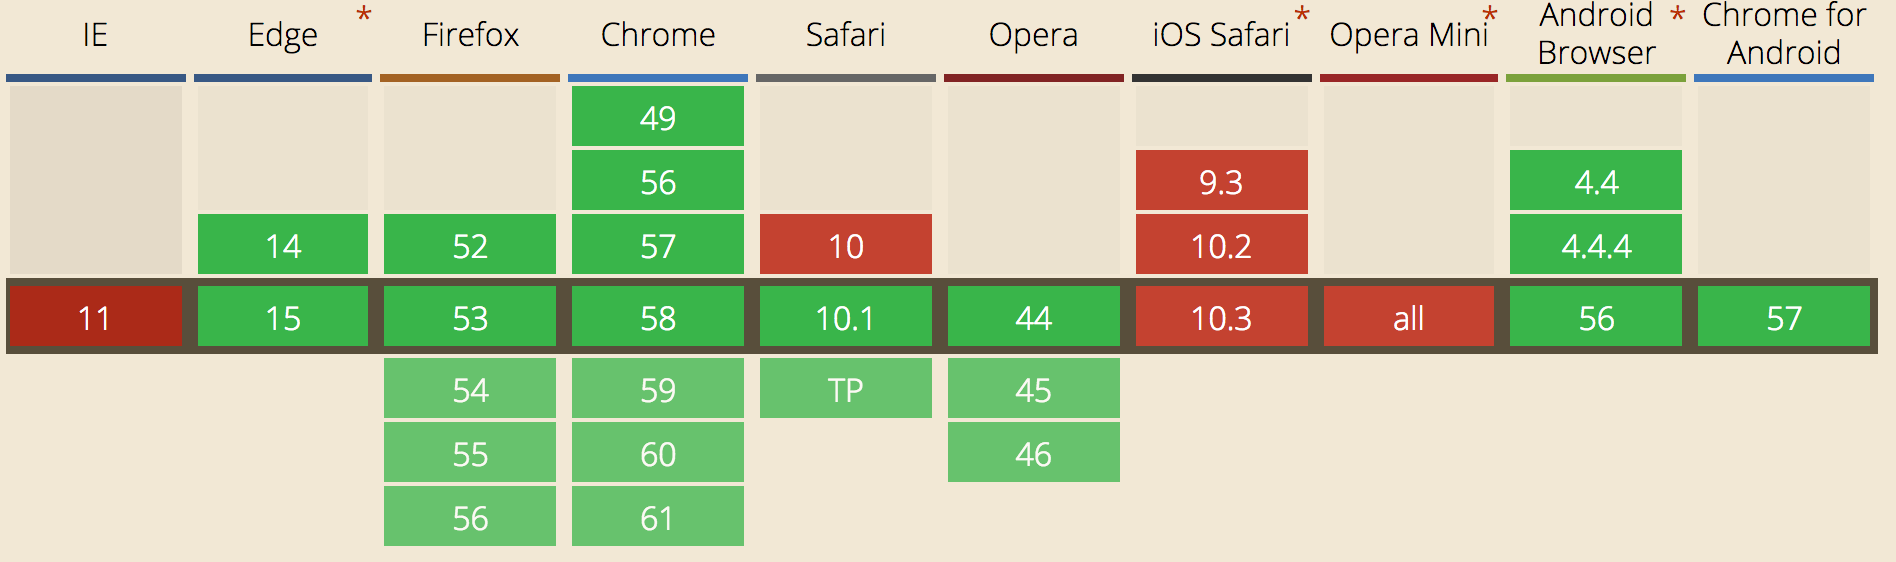 IE Edge * Firefox Chrome Safari Opera iOS Safari * Opera Mini * Android Browser * Chrome for Android
49
56 9.3 4.4
14 52 57 10 10.2 4.4.4
11 15 53 58 10.1 44 10.3 all 56 57
54 59 TP 45
55 60 46
56 61